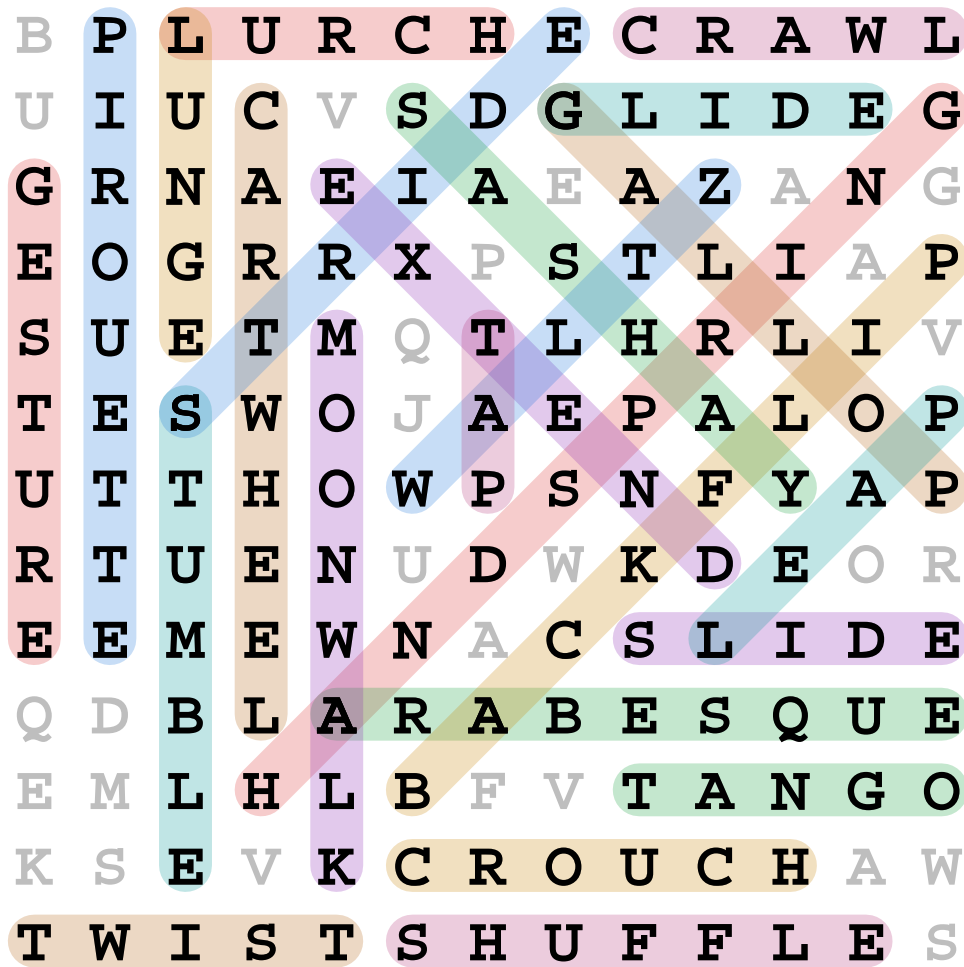 B P L U R C H E C R A W L
U I U C V S D G L I D E G
G R N A E I A E A Z A N G
E O G R R X P S T L I A P
S U E T M Q T L H R L I V
T E S W O J A E P A L O P
U T T H O W P S N F Y A P
R T U E N U D W K D E O R
E E M E W N A C S L I D E
Q D B L A R A B E S Q U E
E M L H L B F V T A N G O
K S E V K C R O U C H A W
T W I S T S H U F F L E S